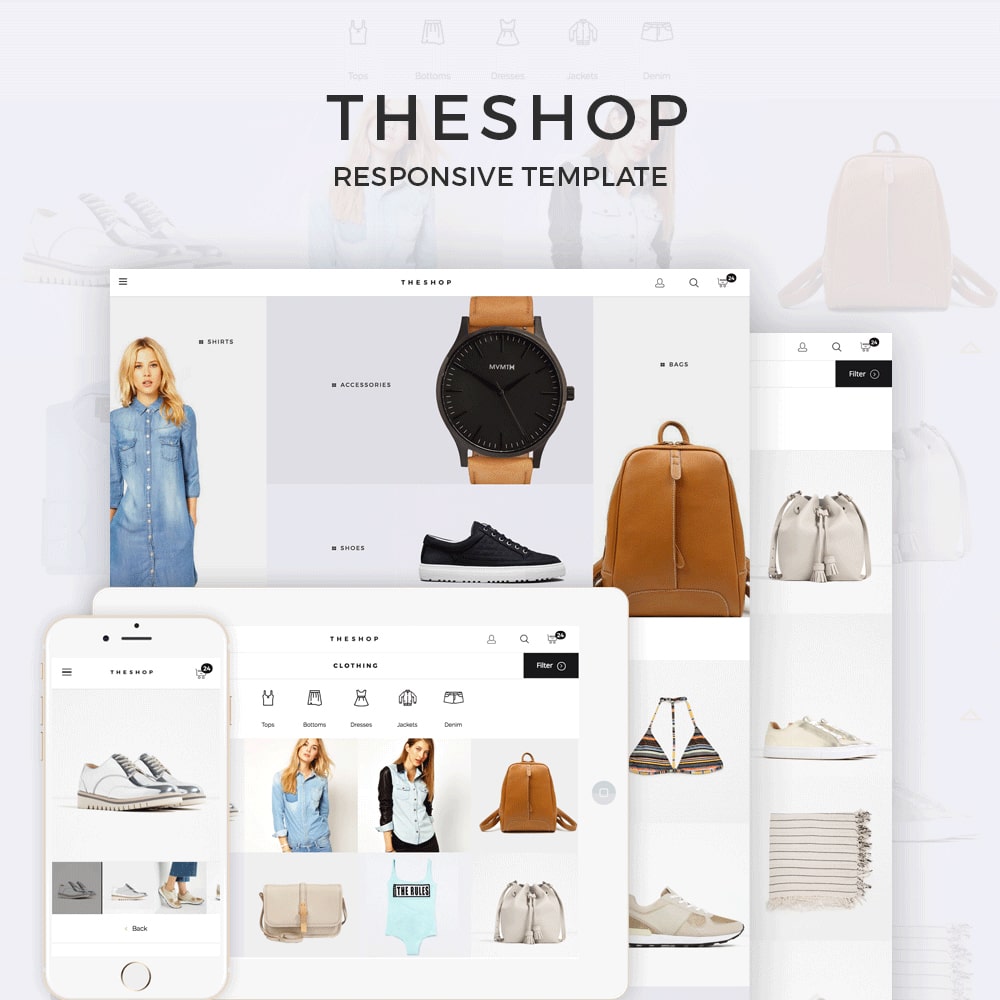 Tops Bottoms Dresses Jackets Denim
THESHOP
RESPONSIVE TEMPLATE
THESHOP
24
SHIRTS
ACCESSORIES
MVMTH
BAGS
SHOES
24
Filter
THESHOP
24
CLOTHING
Filter
Tops Bottoms Dresses Jackets Denim
THE RULES
THESHOP
24
Back